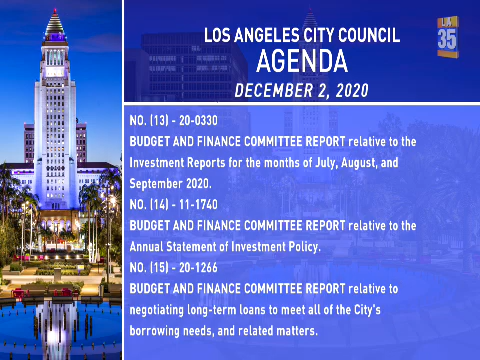 LOS ANGELES CITY COUNCIL
AGENDA
DECEMBER 2, 2020
LA
35
NO. (13) - 20-0330
BUDGET AND FINANCE COMMITTEE REPORT relative to the
Investment Reports for the months of July, August, and
September 2020.
NO. (14) - 11-1740
BUDGET AND FINANCE COMMITTEE REPORT relative to the
Annual Statement of Investment Policy.
NO. (15) - 20-1266
BUDGET AND FINANCE COMMITTEE REPORT relative to
negotiating long-term loans to meet all of the City's
borrowing needs, and related matters.